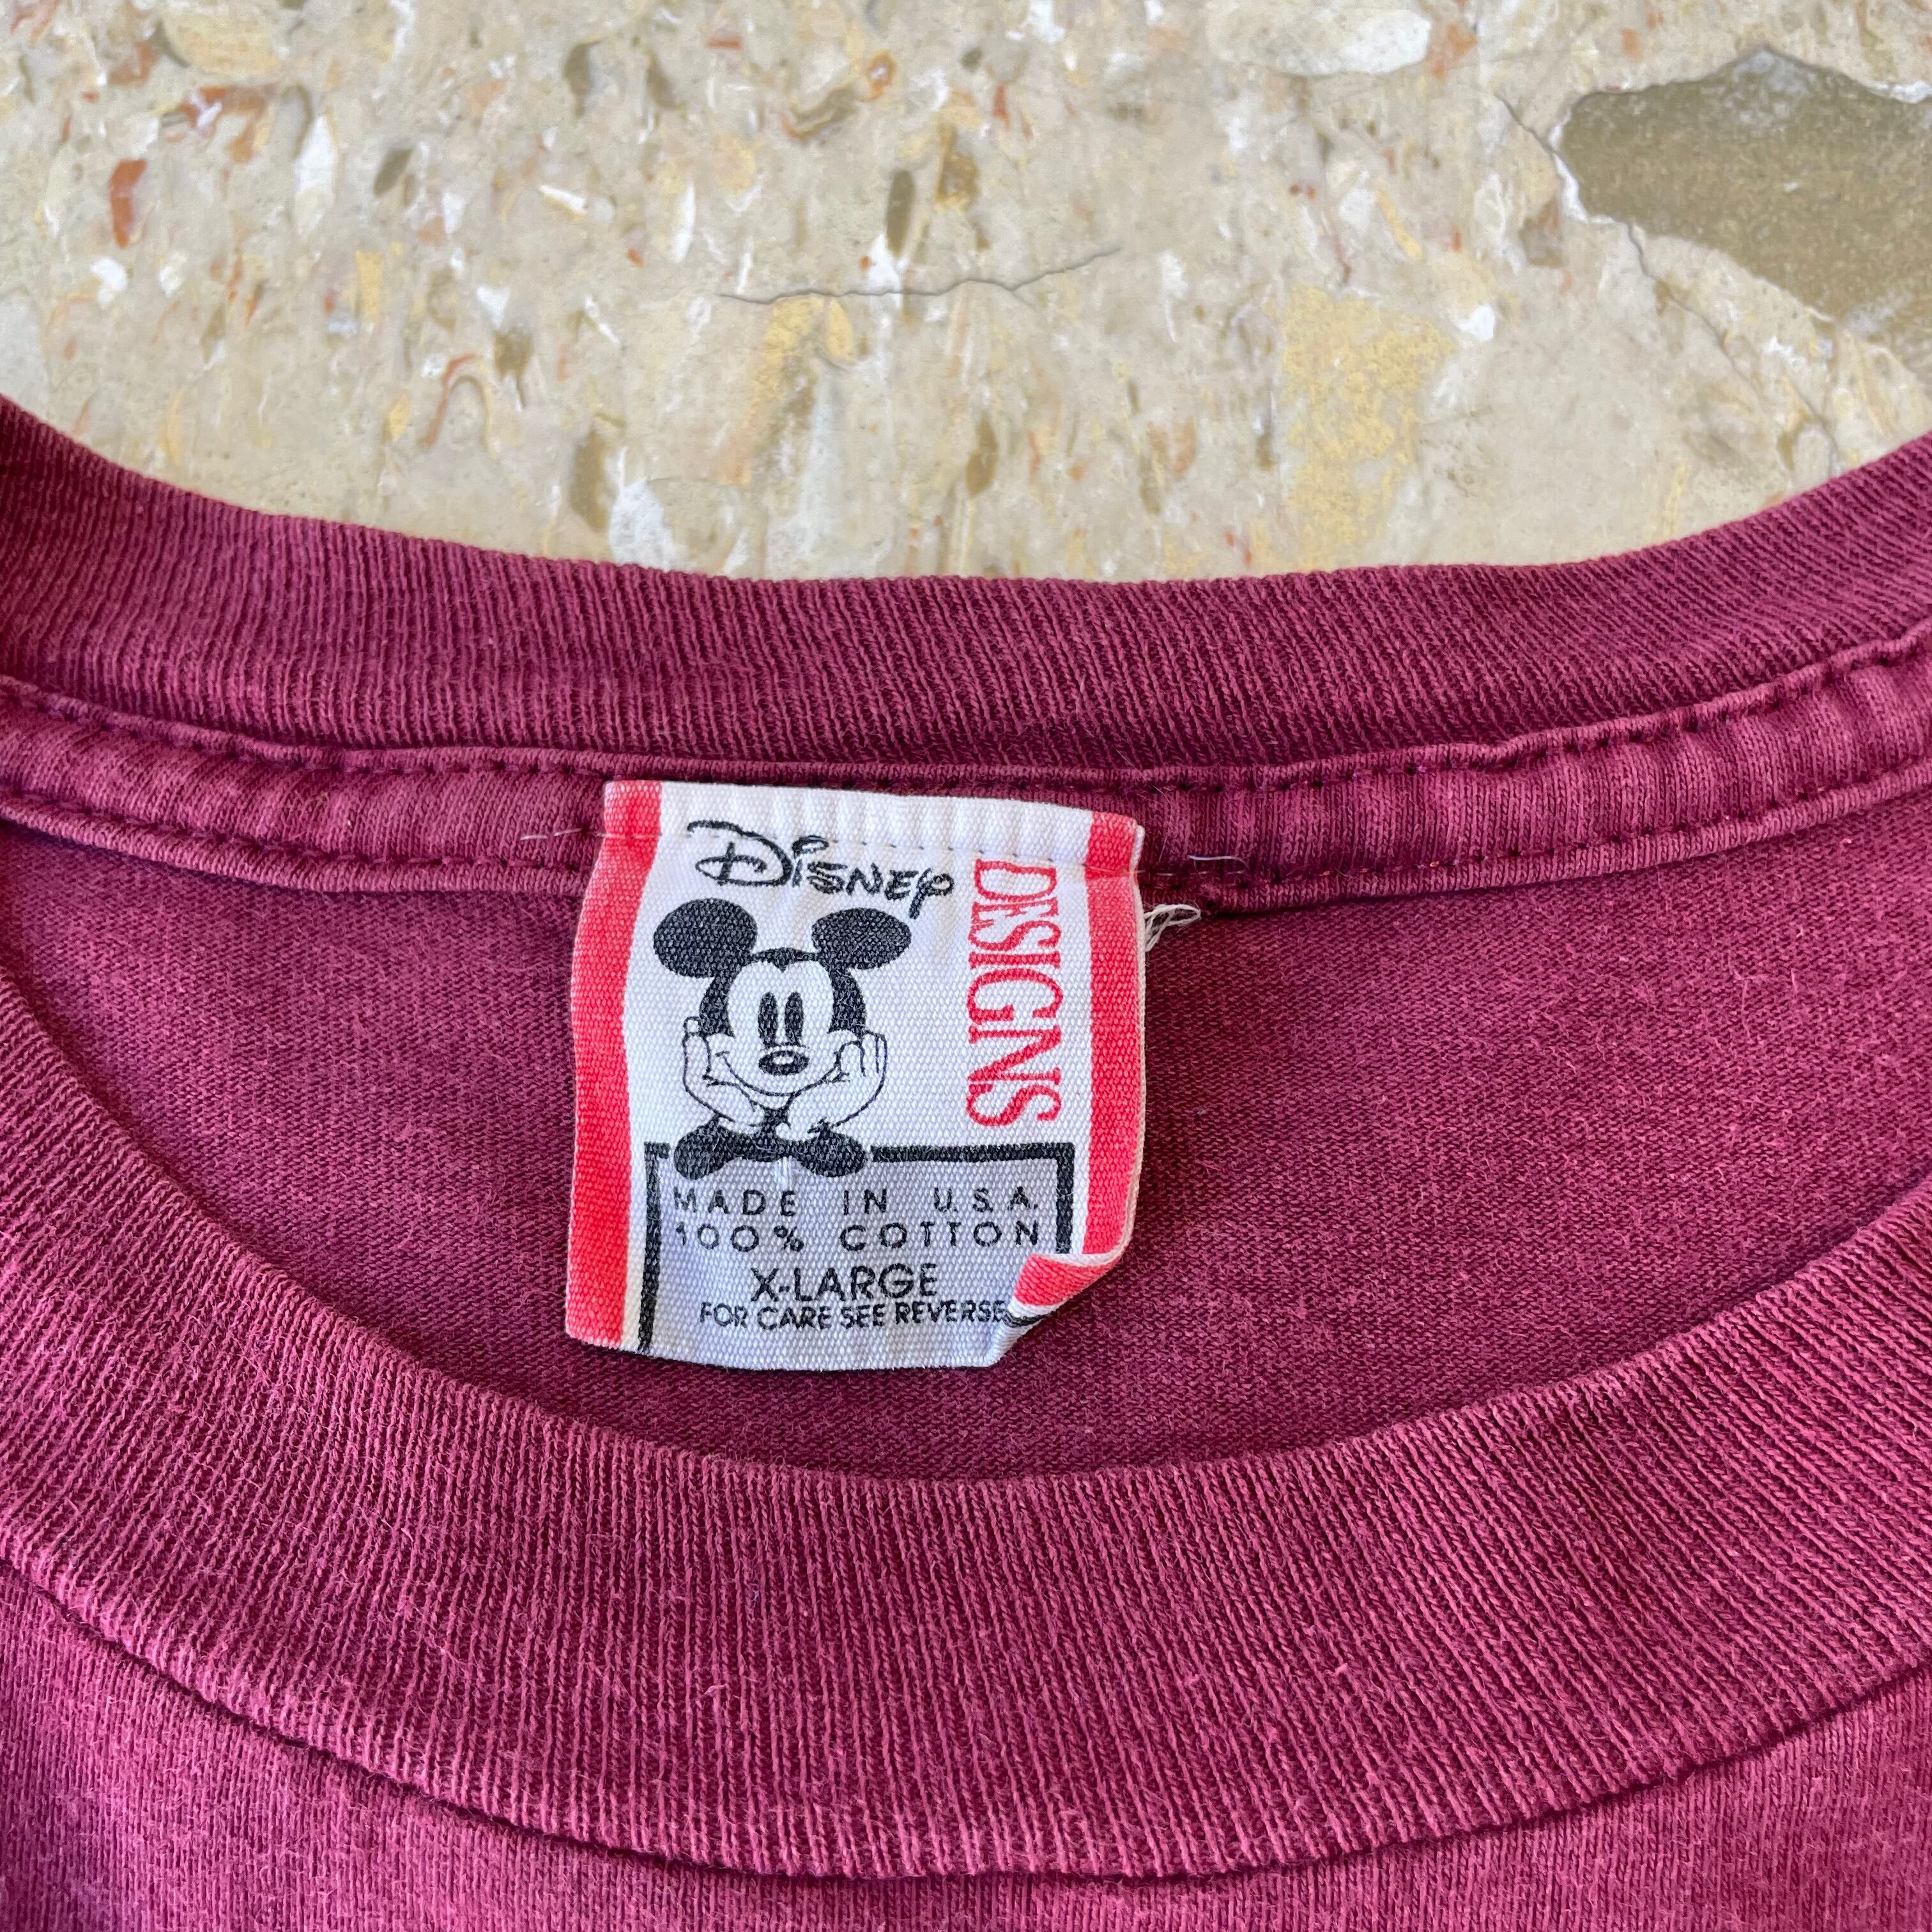 Disney
DESIGNS
MADE IN U.S.A.
100% COTTON
X-LARGE
FOR CARE SEE REVERSE